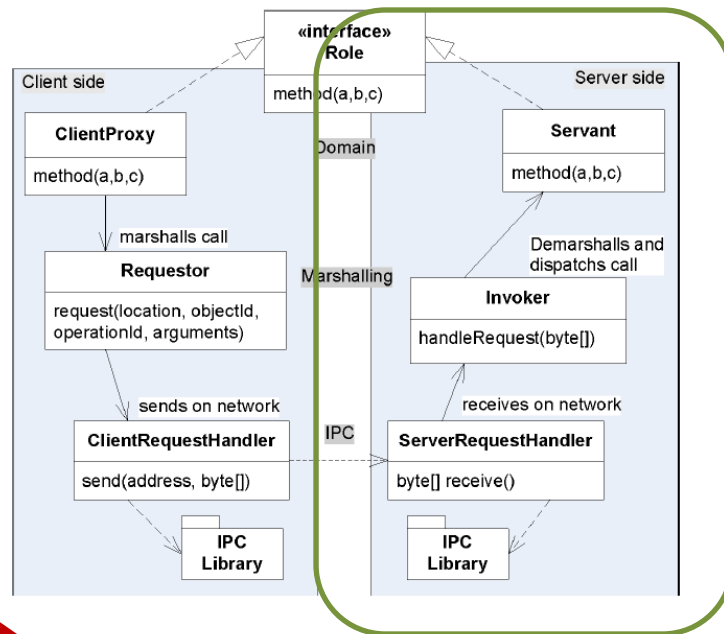 «interface»
Role
method(a,b,c)
Client side
Server side
ClientProxy
method(a,b,c)
Domain
Servant
method(a,b,c)
marshalls call
Requestor
request(location, objectId,
operationId, arguments)
Marshalling
Demarshalls and
dispatchs call
Invoker
handleRequest(byte[])
sends on network
receives on network
ClientRequestHandler
send(address, byte[])
IPC
ServerRequestHandler
byte[] receive()
IPC
Library
IPC
Library